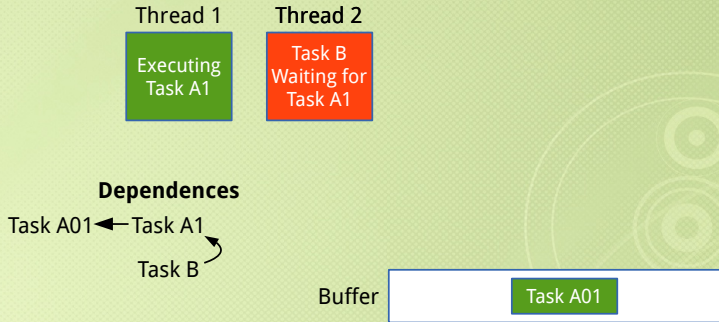 Thread 1
Thread 2
Executing
Task A1
Task B
Waiting for
Task A1
Dependences
Task A01
Task A1
Task B
Buffer
Task A01